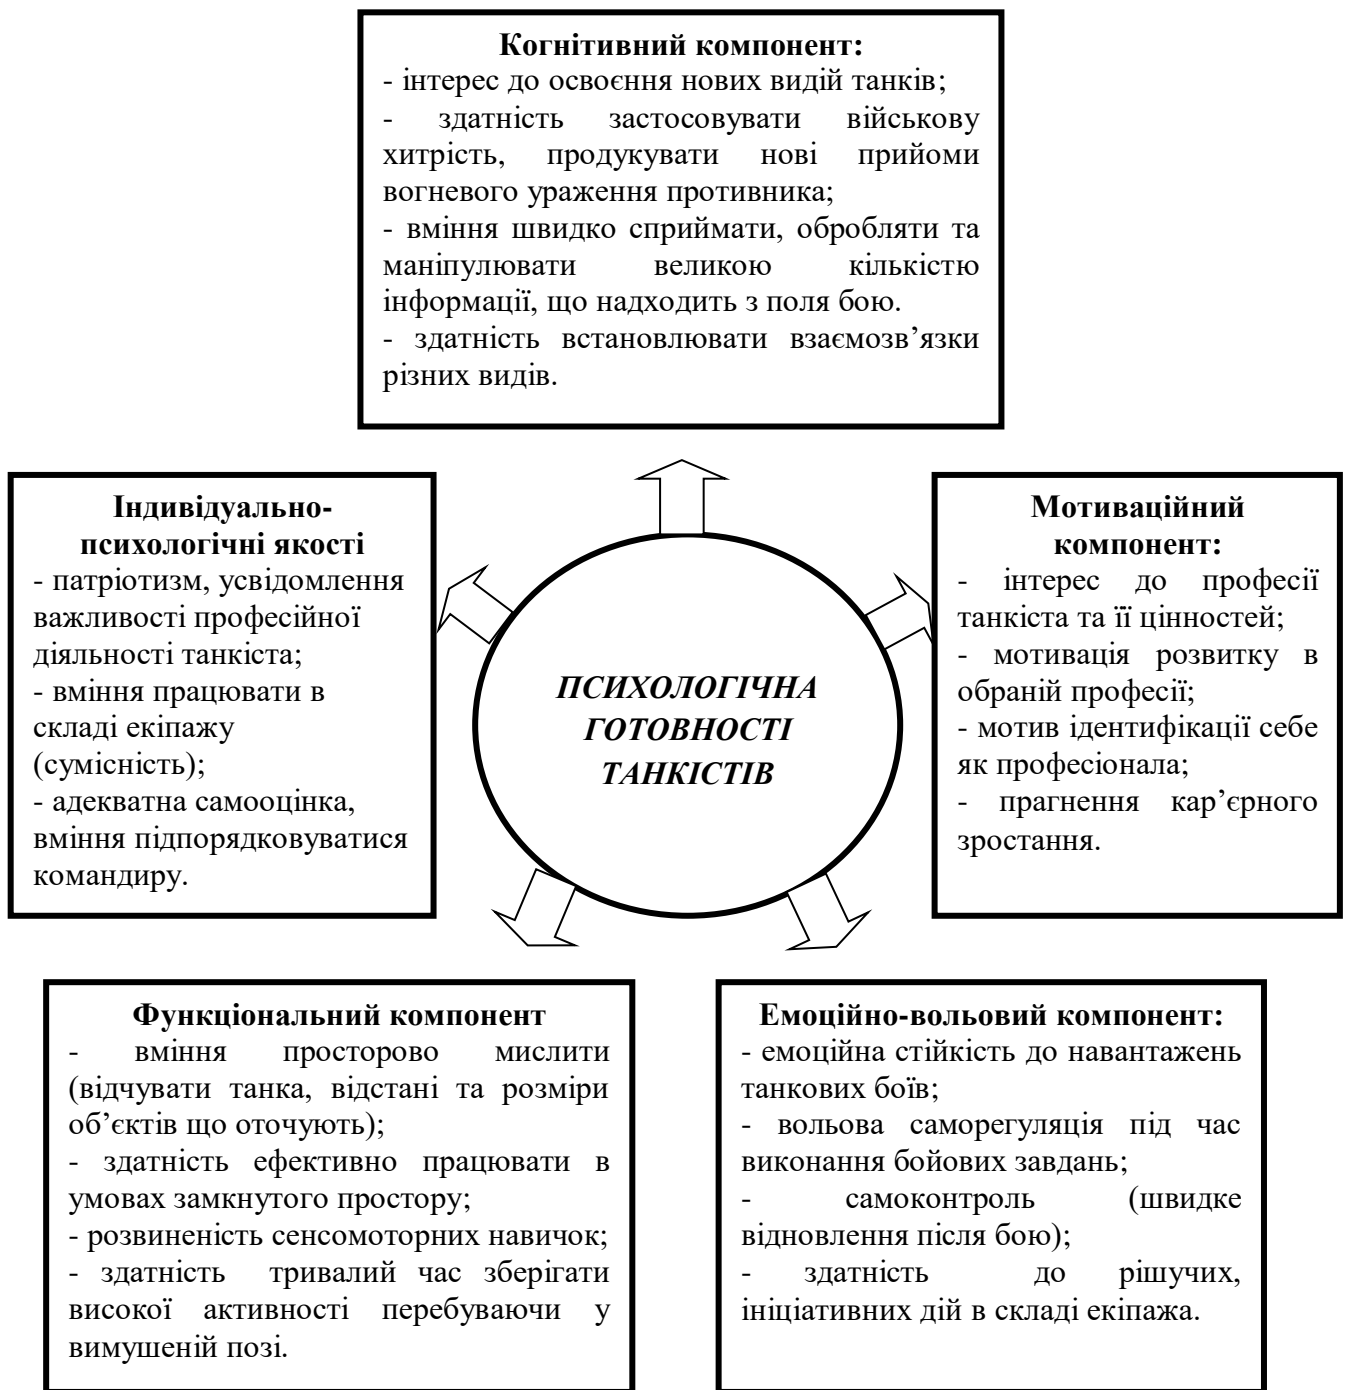 Когнітивний компонент:
- інтерес до освоєння нових видій танків;
- здатність застосовувати військову
хитрість, продукувати нові прийоми
вогневого ураження противника;
- вміння швидко сприймати, обробляти та
маніпулювати великою кількістю
інформації, що надходить з поля бою.
- здатність встановлювати взаємозв’язки
різних видів.
Індивідуально-
психологічні якості
- патріотизм, усвідомлення
важливості професійної
діяльності танкіста;
- вміння працювати в
складі екіпажу
(сумісність);
- адекватна самооцінка,
вміння підпорядковуватися
командиру.
ПСИХОЛОГІЧНА
ГОТОВНОСТІ
ТАНКІСТІВ
Мотиваційний
компонент:
- інтерес до професії
танкіста та її цінностей;
- мотивація розвитку в
обраній професії;
- мотив ідентифікації себе
як професіонала;
- прагнення кар’єрного
зростання.
Функціональний компонент
- вміння просторово мислити
(відчувати танка, відстані та розміри
об’єктів що оточують);
- здатність ефективно працювати в
умовах замкнутого простору;
- розвиненість сенсомоторних навичок;
- здатність тривалий час зберігати
високої активності перебуваючи у
вимушеній позі.
Емоційно-вольовий компонент:
- емоційна стійкість до навантажень
танкових боїв;
- вольова саморегуляція під час
виконання бойових завдань;
- самоконтроль (швидке
відновлення після бою);
- здатність до рішучих,
ініціативних дій в складі екіпажа.